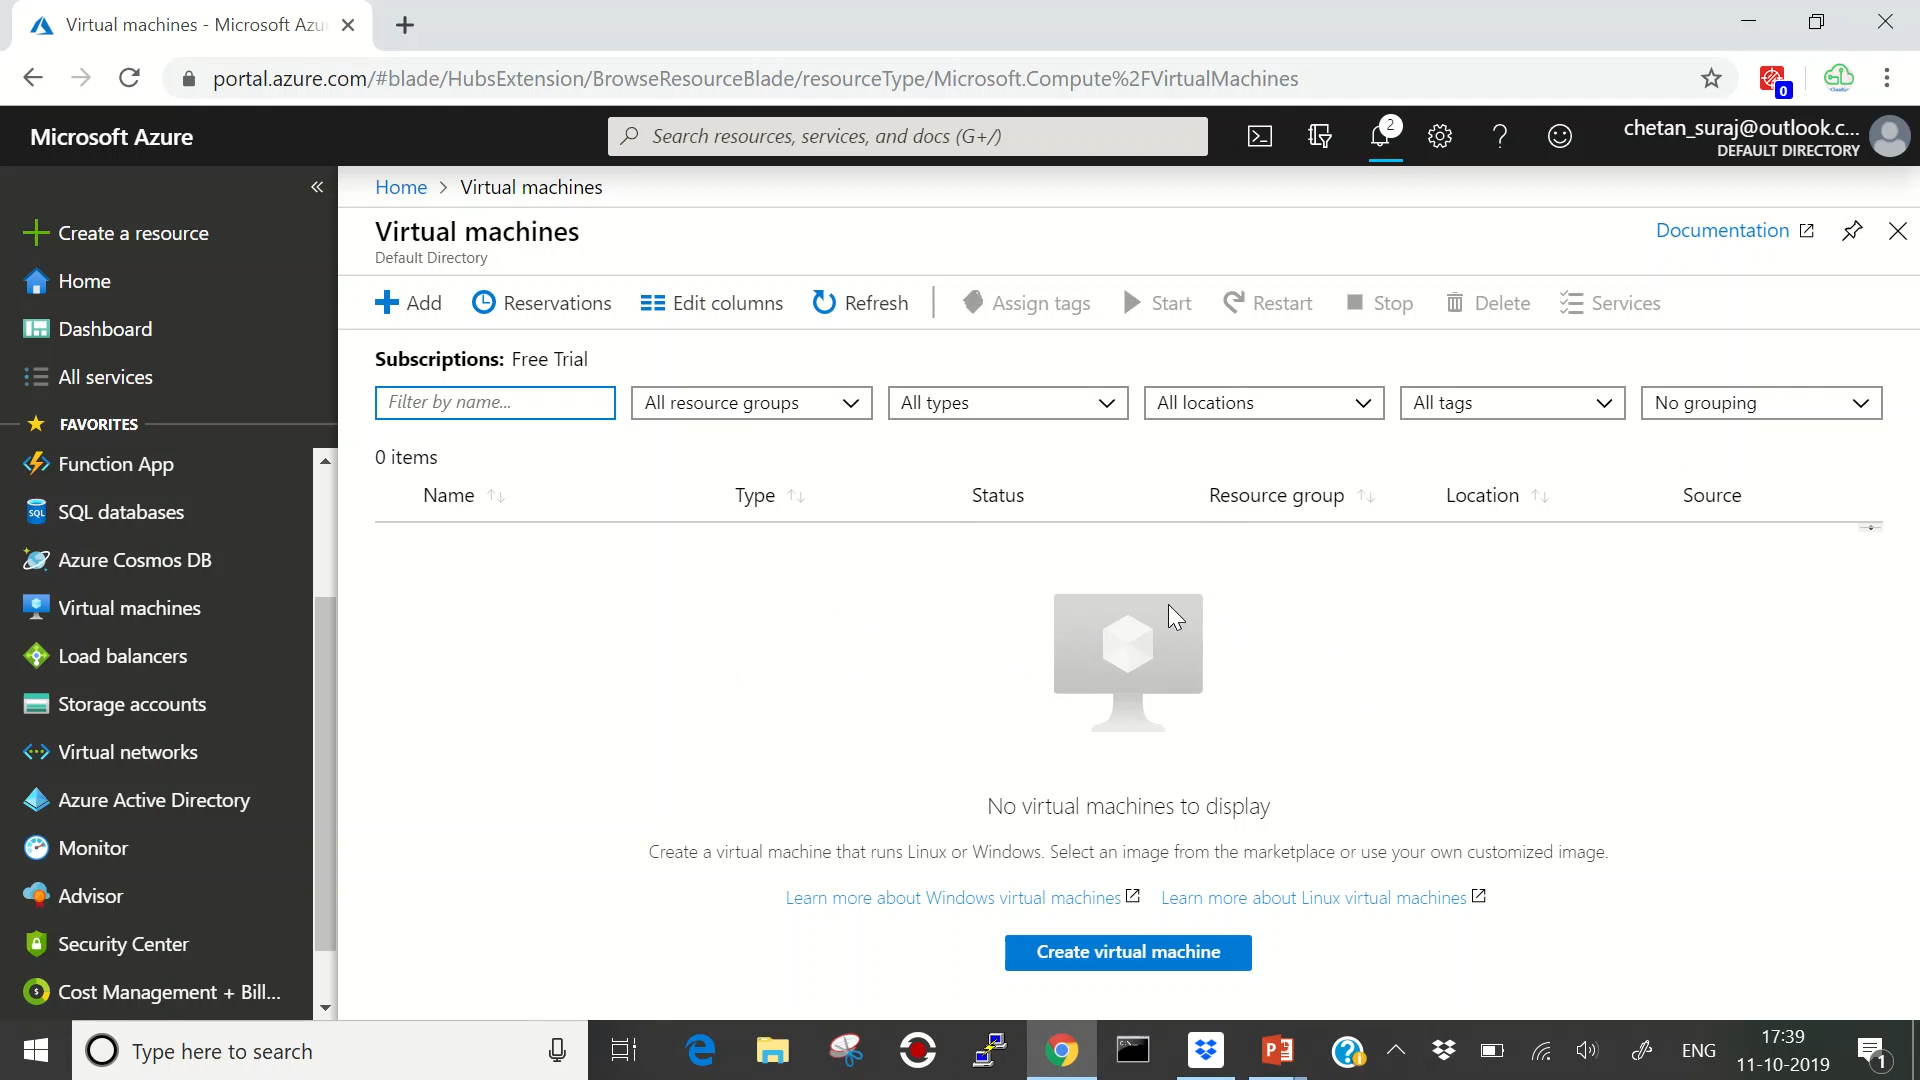 Virtual machines - Microsoft Azu
portal.azure.com/#blade/HubsExtension/BrowseResourceBlade/resourceType/Microsoft.Compute%2FVirtualMachines
0
Microsoft Azure
Search resources, services, and docs (G+/)
2
chetan_suraj@outlook.c...
DEFAULT DIRECTORY
Create a resource
Home
Dashboard
All services
FAVORITES
Function App
SQL
SQL databases
Azure Cosmos DB
Virtual machines
Load balancers
Storage accounts
Virtual networks
Azure Active Directory
Monitor
Advisor
Security Center
Cost Management + Bill...
Home > Virtual machines
Virtual machines
Default Directory
Documentation
Add Reservations Edit columns Refresh Assign tags Start Restart Stop Delete Services
Subscriptions: Free Trial
Filter by name... All resource groups All types All locations All tags No grouping
0 items
Name Type Status Resource group Location Source
No virtual machines to display
Create a virtual machine that runs Linux or Windows. Select an image from the marketplace or use your own customized image.
Learn more about Windows virtual machines Learn more about Linux virtual machines
Create virtual machine
Type here to search
ENG
17:39
11-10-2019
1